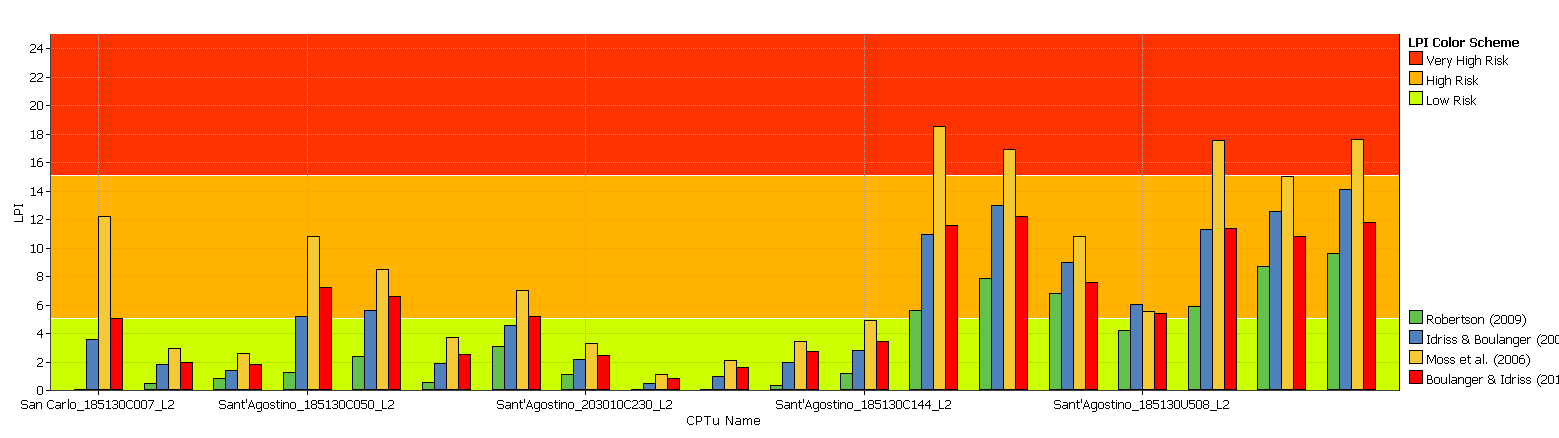 LPI Color Scheme
Very High Risk
High Risk
Low Risk
24
22
20
18
16
14
12
10
8
6
4
2
0
LPI
San Carlo_185130C007_L2
Sant'Agostino_185130C050_L2
Sant'Agostino_203010C230_L2
Sant'Agostino_185130C144_L2
Sant'Agostino_185130U508_L2
CPTu Name
Robertson (2009)
Idriss & Boulanger (200
Moss et al. (2006)
Boulanger & Idriss (201